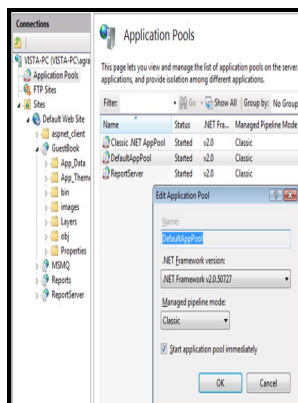 Connections
VISTA-PC (VISTA-PC\agra
Application Pools
FTP Sites
Sites
Default Web Site
aspnet_client
GuestBook
App_Data
App_Theme
bin
images
Layers
obj
Properties
MSMQ
Reports
ReportServer
Application Pools
This page lets you view and manage the list of application pools on the server.
applications, and provide isolation among different applications.
Filter: Go Show All Group by: No Group
Name Status .NET Fra... Managed Pipeline Mode
Classic .NET AppPool Started v2.0 Classic
DefaultAppPool Started v2.0 Classic
ReportServer Started v2.0 Classic
Edit Application Pool
Name:
DefaultAppPool
.NET Framework version:
.NET Framework v2.0.50727
Managed pipeline mode:
Classic
Start application pool immediately
OK Cancel